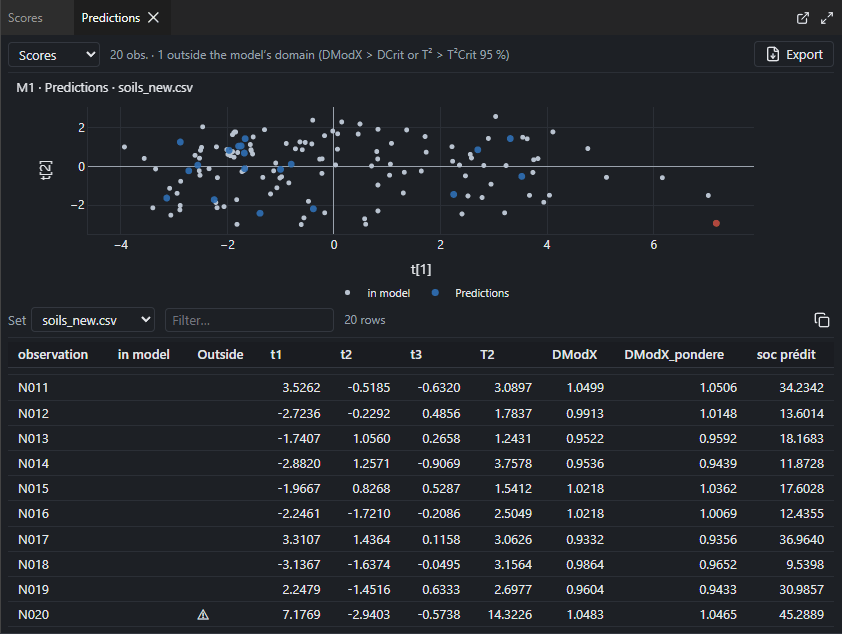 Scores Predictions
Scores 20 obs. · 1 outside the model's domain (DModX > DCrit or T² > T²Crit 95 %) Export
M1 · Predictions · soils_new.csv
2
0
−2
t[2]
−4 −2 0 2 4 6
t[1]
in model Predictions
Set soils_new.csv Filter... 20 rows
observation in model Outside t1 t2 t3 T2 DModX DModX_pondere soc prédit
N011 3.5262 -0.5185 -0.6320 3.0897 1.0499 1.0506 34.2342
N012 -2.7236 -0.2292 0.4856 1.7837 0.9913 1.0148 13.6014
N013 -1.7407 1.0560 0.2658 1.2431 0.9522 0.9592 18.1683
N014 -2.8820 1.2571 -0.9069 3.7578 0.9536 0.9439 11.8728
N015 -1.9667 0.8268 0.5287 1.5412 1.0218 1.0362 17.6028
N016 -2.2461 -1.7210 -0.2086 2.5049 1.0218 1.0069 12.4355
N017 3.3107 1.4364 0.1158 3.0626 0.9332 0.9356 36.9640
N018 -3.1367 -1.6374 -0.0495 3.1564 0.9864 0.9652 9.5398
N019 2.2479 -1.4516 0.6333 2.6977 0.9604 0.9433 30.9857
N020 ⚠ 7.1769 -2.9403 -0.5738 14.3226 1.0483 1.0465 45.2889